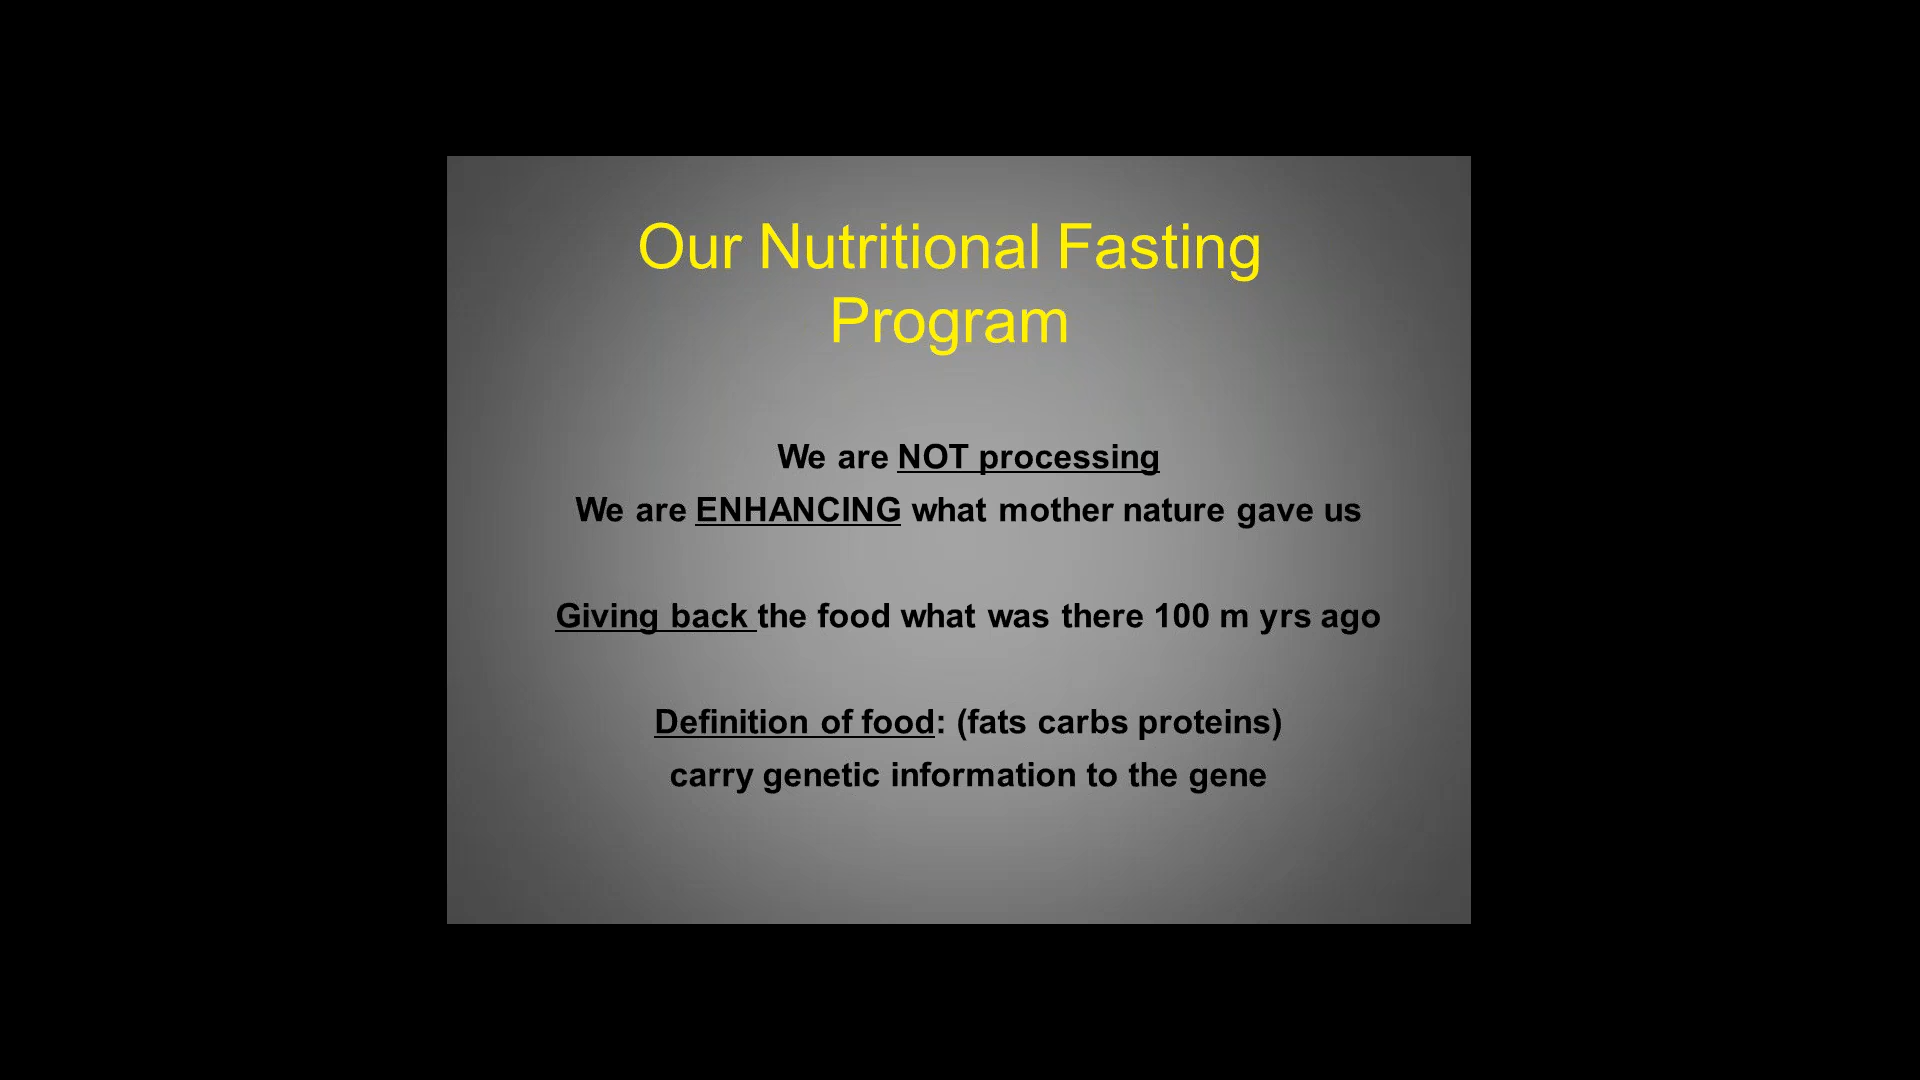 Our Nutritional Fasting
Program
We are NOT processing
We are ENHANCING what mother nature gave us
Giving back the food what was there 100 m yrs ago
Definition of food: (fats carbs proteins)
carry genetic information to the gene